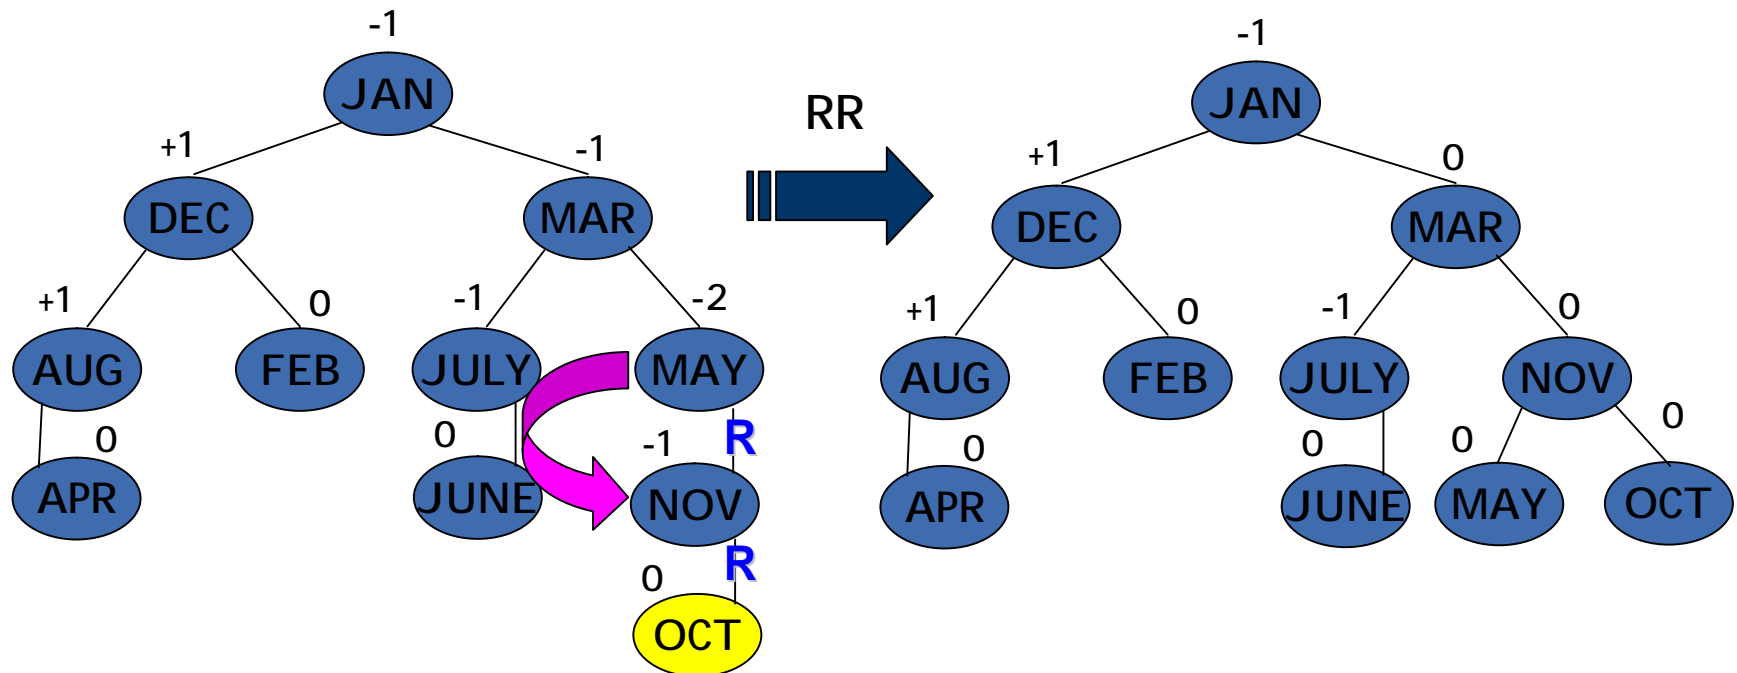 -1
JAN
+1
-1
DEC
MAR
+1
0
-1
-2
AUG
FEB
JULY
MAY
R
0
0
-1
APR
JUNE
NOV
R
0
OCT
RR
-1
JAN
+1
0
DEC
MAR
+1
0
-1
0
AUG
FEB
JULY
NOV
0
0
0
0
APR
JUNE
MAY
OCT